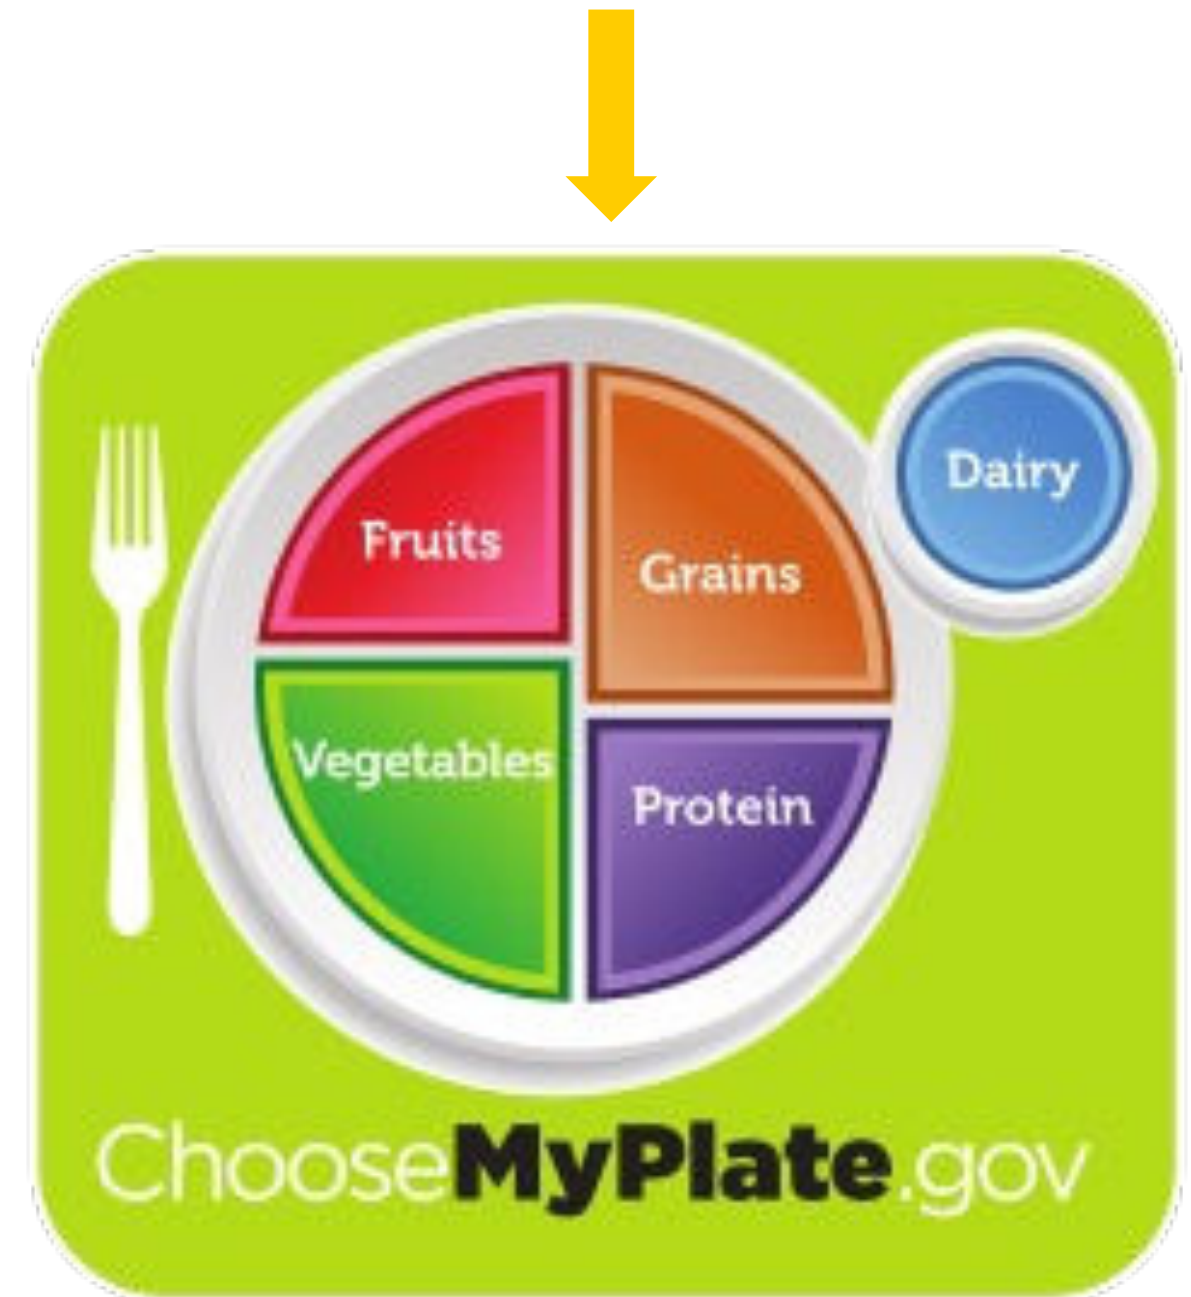 Fruits
Grains
Dairy
Vegetables
Protein
ChooseMyPlate.gov